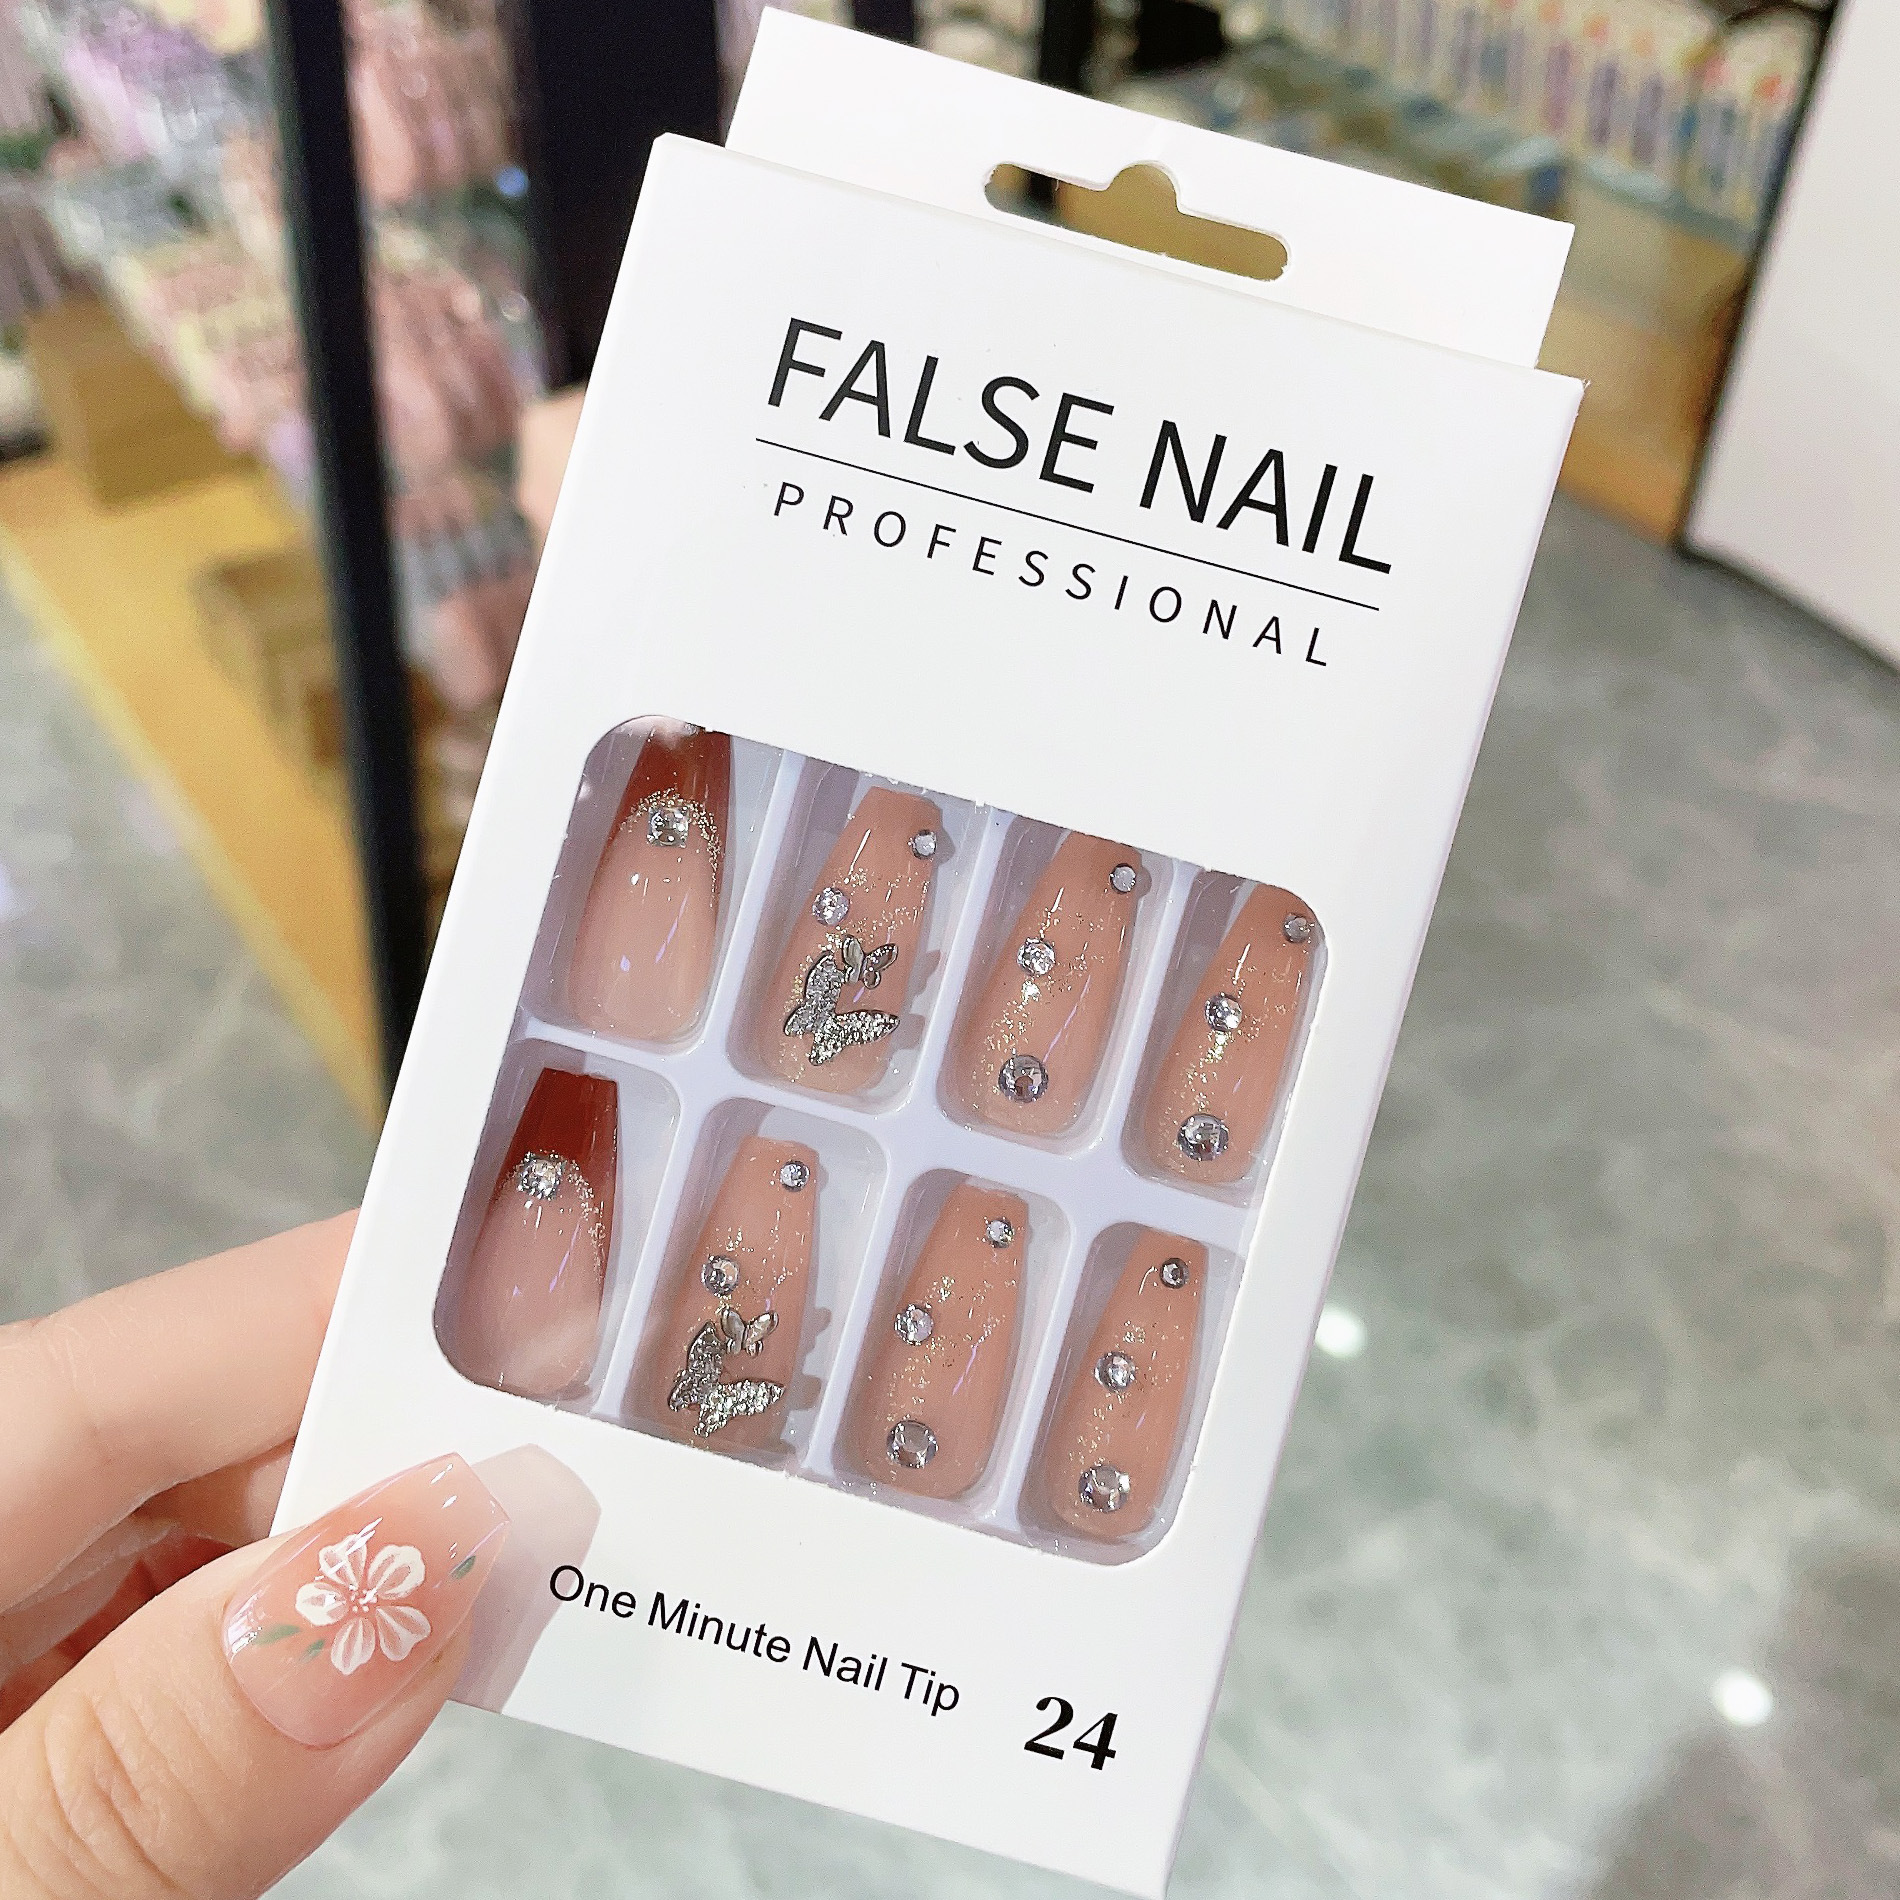 FALSE NAIL
PROFESSIONAL
One Minute Nail Tip
24